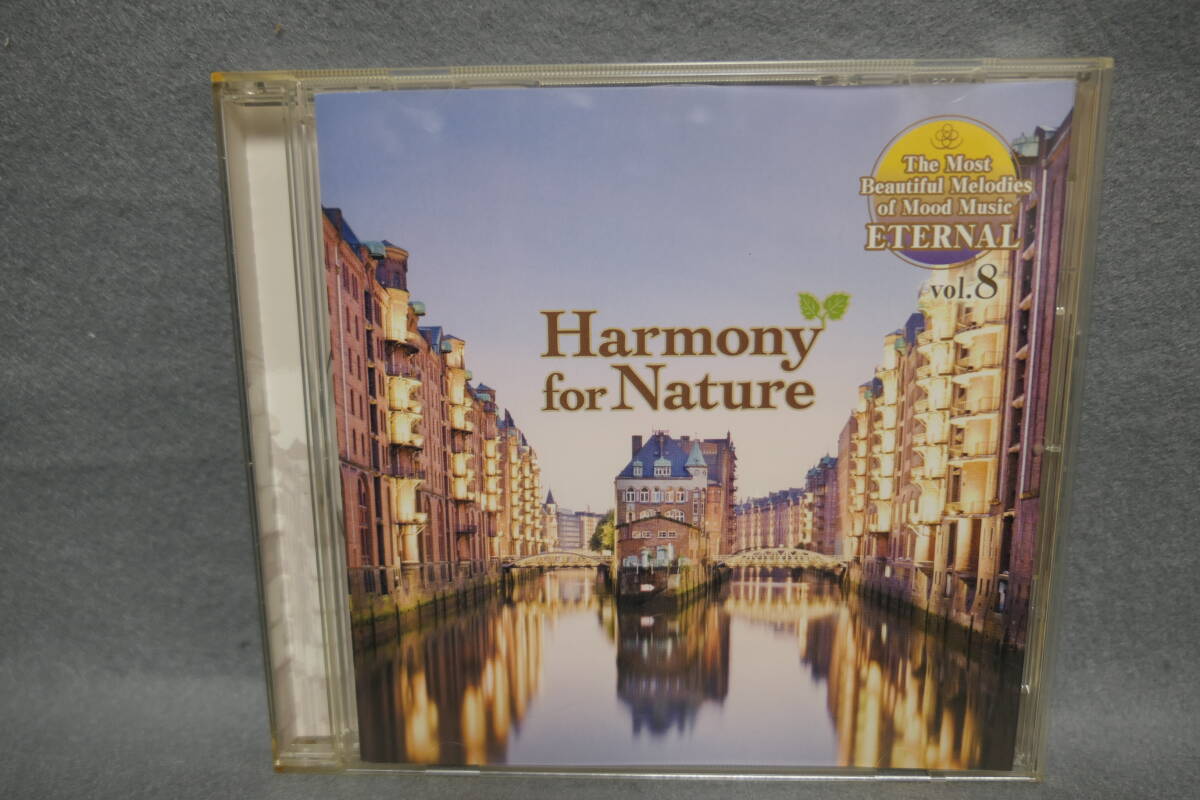 The Most
Beautiful Melodies
of Mood Music
ETERNAL
vol.8
Harmony
for Nature